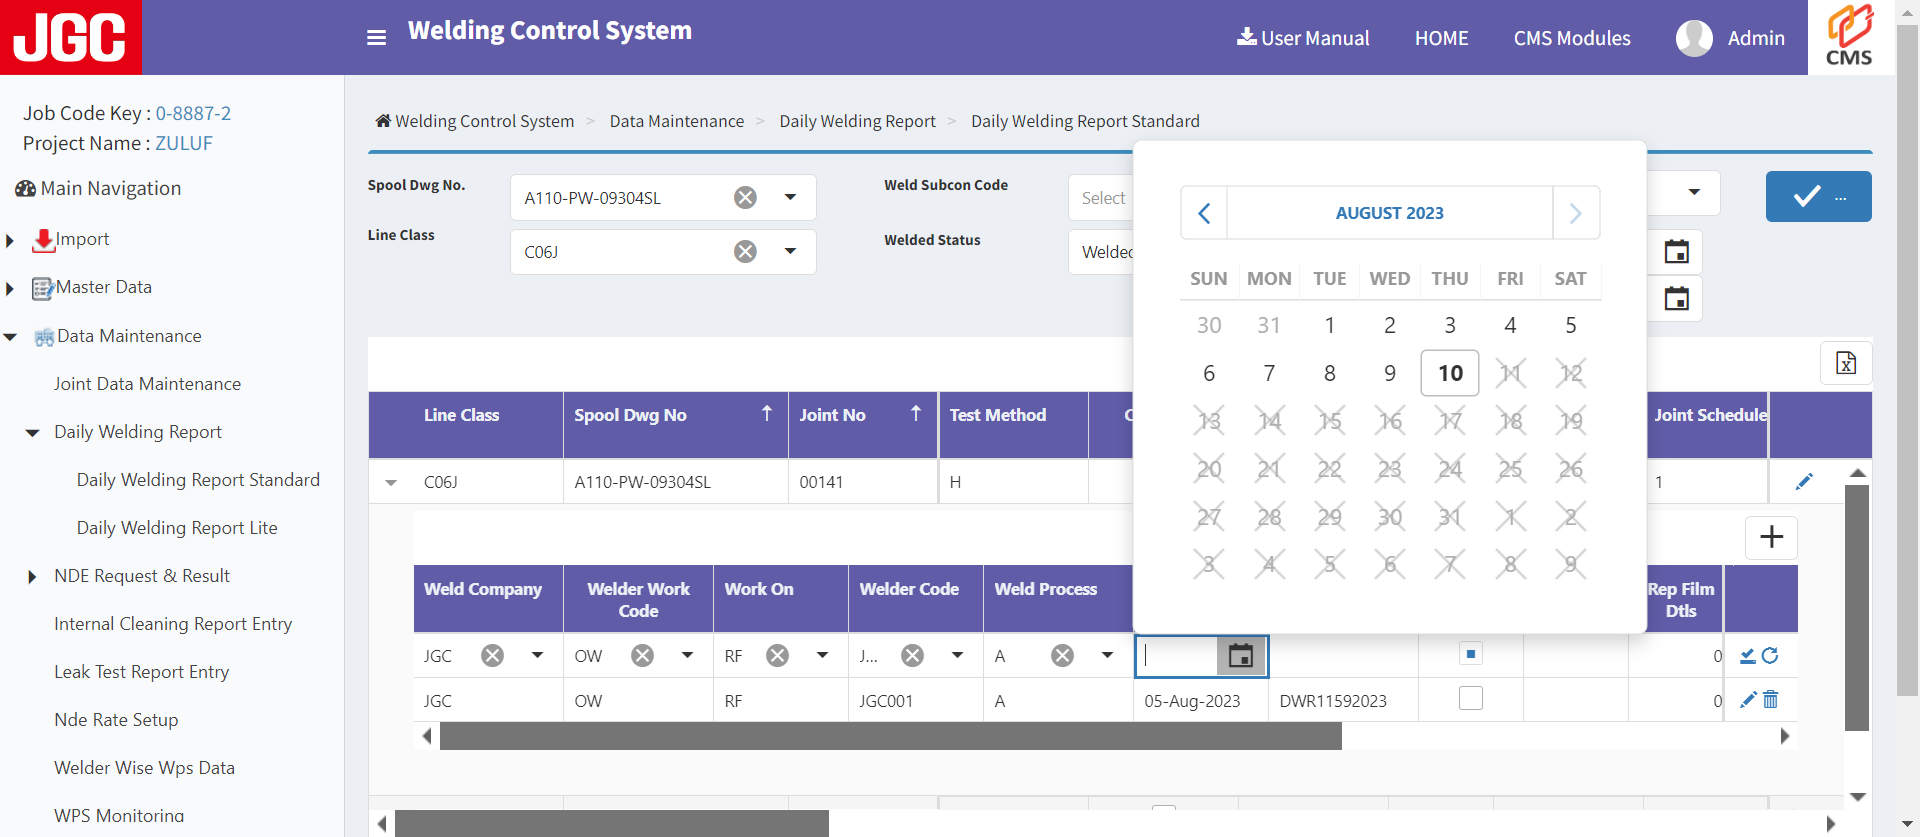 JGC
Welding Control System
User Manual
HOME
CMS Modules
Admin
CMS
Job Code Key : 0-8887-2
Project Name : ZULUF
Main Navigation
Import
Master Data
Data Maintenance
Joint Data Maintenance
Daily Welding Report
Daily Welding Report Standard
Daily Welding Report Lite
NDE Request & Result
Internal Cleaning Report Entry
Leak Test Report Entry
Nde Rate Setup
Welder Wise Wps Data
WPS Monitoring
Welding Control System > Data Maintenance > Daily Welding Report > Daily Welding Report Standard
Spool Dwg No.
A110-PW-09304SL
Weld Subcon Code
Select
...
Line Class
C06J
Welded Status
Welded
AUGUST 2023
SUN MON TUE WED THU FRI SAT
30 31 1 2 3 4 5
6 7 8 9 10 11 12
13 14 15 16 17 18 19
20 21 22 23 24 25 26
27 28 29 30 31 1 2
3 4 5 6 7 8 9
Line Class Spool Dwg No Joint No Test Method Joint Schedule
C06J A110-PW-09304SL 00141 H 1
Weld Company Welder Work Code Work On Welder Code Weld Process Rep Film Dtls
JGC OW RF J... A 0
JGC OW RF JGC001 A 05-Aug-2023 DWR11592023 0